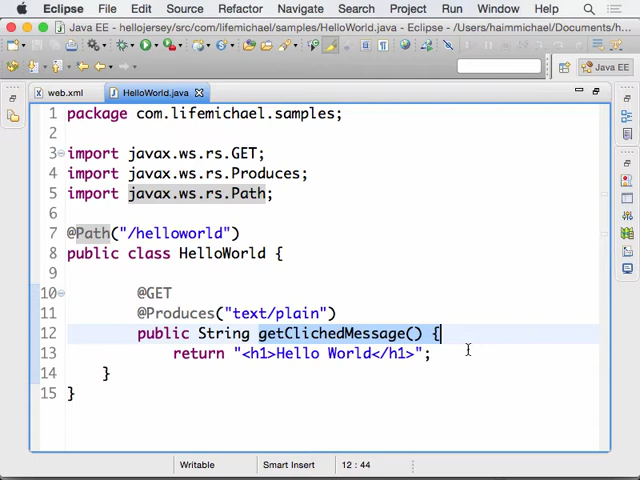 Eclipse File Edit Source Refactor Navigate Search Project Run Window Help
Java EE - hellojersey/src/com/lifemichael/samples/HelloWorld.java - Eclipse - /Users/haimmichael/Documents/h...
Java EE
web.xml HelloWorld.java
1 package com.lifemichael.samples;
2
3 import javax.ws.rs.GET;
4 import javax.ws.rs.Produces;
5 import javax.ws.rs.Path;
6
7 @Path("/helloworld")
8 public class HelloWorld {
9
10 @GET
11 @Produces("text/plain")
12 public String getClichedMessage() {
13 return "<h1>Hello World</h1>";
14 }
15 }
Writable Smart Insert 12 : 44